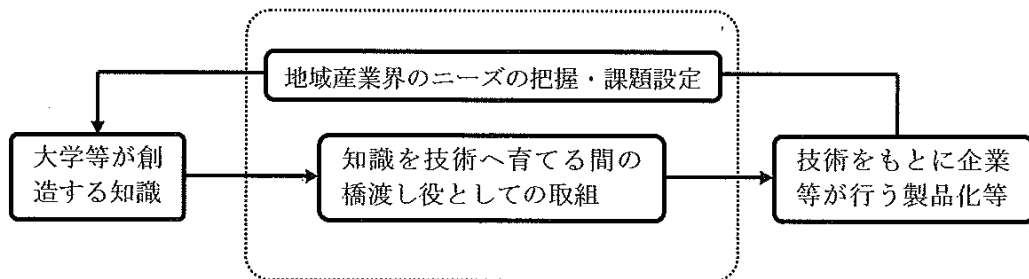 地域産業界のニーズの把握・課題設定
大学等が創
造する知識
知識を技術へ育てる間の
橋渡し役としての取組
技術をもとに企業
等が行う製品化等